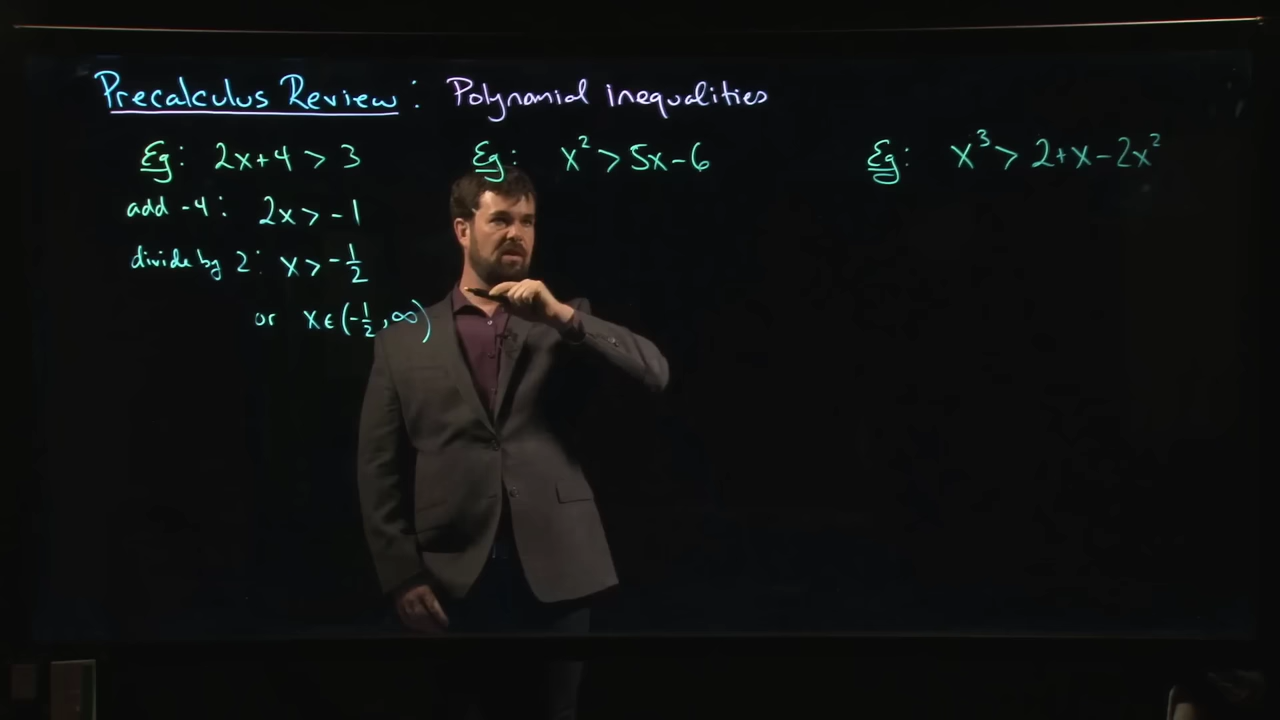 Precalculus Review: Polynomial inequalities
Eg: 2x+4 > 3
add -4: 2x > -1
divide by 2: x > -1/2
or x∈(-1/2, ∞)
Eg: x² > 5x-6
Eg: x³ > 2+x-2x²